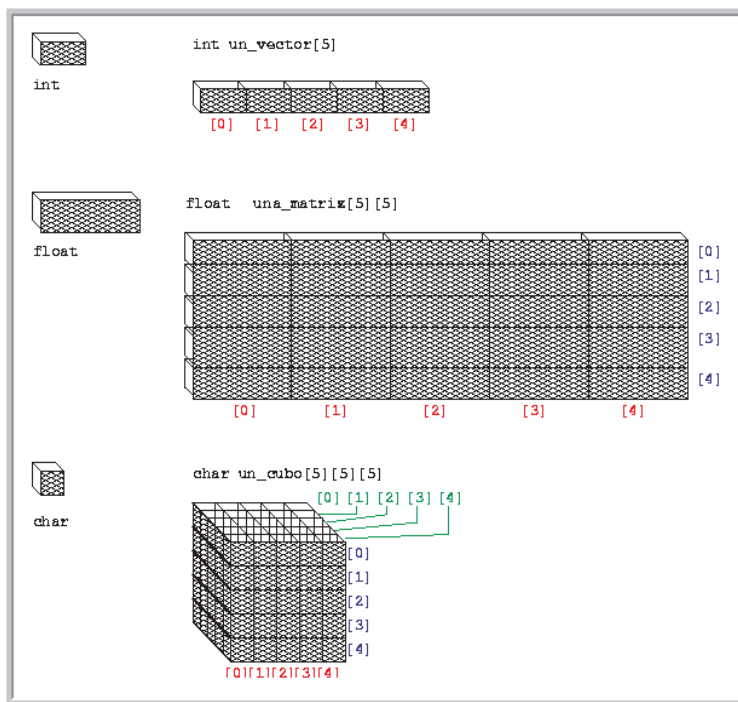 int un_vector[5]
int
[0] [1] [2] [3] [4]
float una_matriz[5][5]
float
[0]
[1]
[2]
[3]
[4]
[0] [1] [2] [3] [4]
char un_cubo[5][5][5]
[0] [1] [2] [3] [4]
char
[0]
[1]
[2]
[3]
[4]
[0][1][2][3][4]